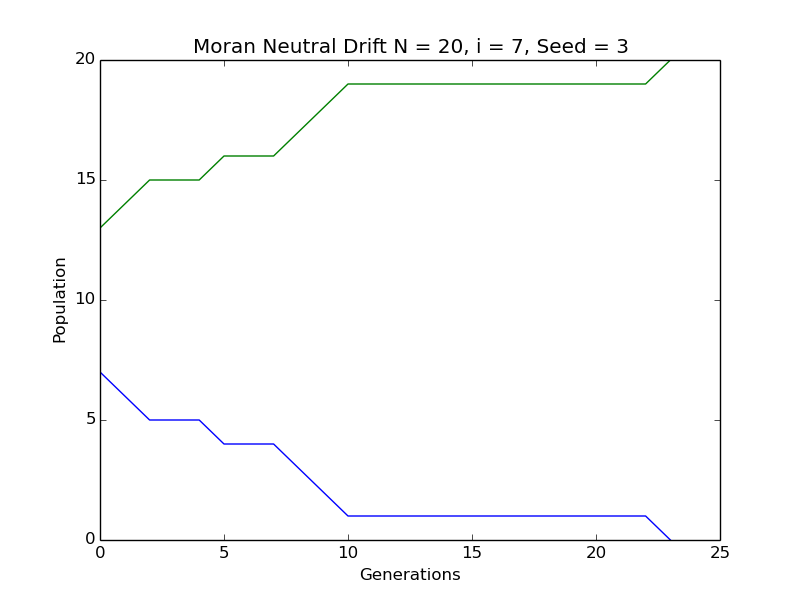 Moran Neutral Drift N = 20, i = 7, Seed = 3
20
15
10
5
0
Population
0 5 10 15 20 25
Generations